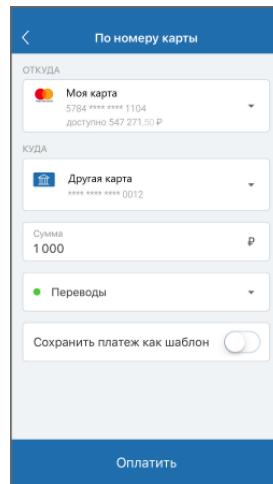 По номеру карты
ОТКУДА
Моя карта
5784 **** **** 1104
доступно 547 271,50 ₽
КУДА
Другая карта
**** **** **** 0012
Сумма
1 000 ₽
Переводы
Сохранить платеж как шаблон
Оплатить